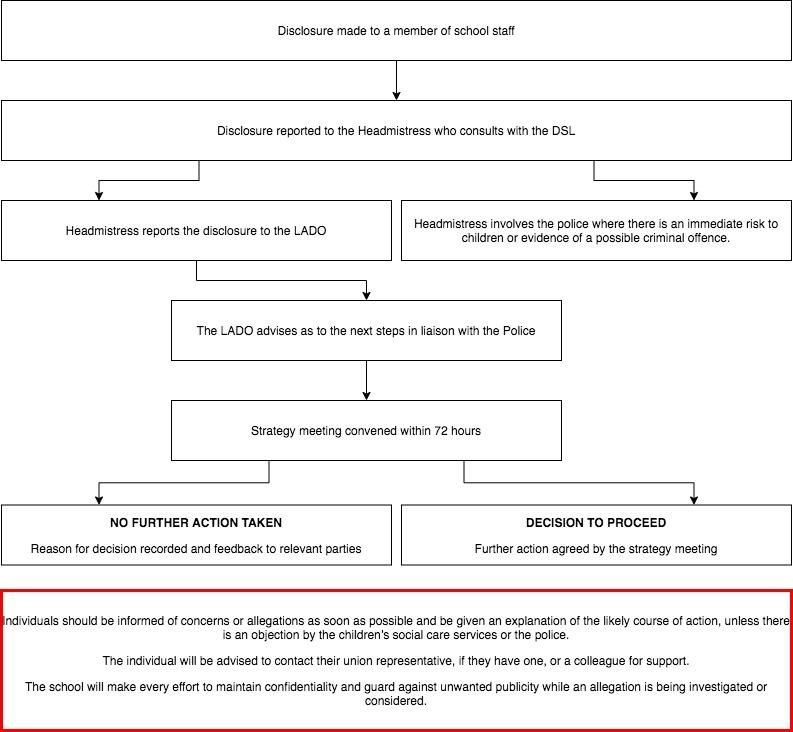 Disclosure made to a member of school staff
Disclosure reported to the Headmistress who consults with the DSL
Headmistress reports the disclosure to the LADO
Headmistress involves the police where there is an immediate risk to
children or evidence of a possible criminal offence.
The LADO advises as to the next steps in liaison with the Police
Strategy meeting convened within 72 hours
NO FURTHER ACTION TAKEN
Reason for decision recorded and feedback to relevant parties
DECISION TO PROCEED
Further action agreed by the strategy meeting
Individuals should be informed of concerns or allegations as soon as possible and be given an explanation of the likely course of action, unless there
is an objection by the children's social care services or the police.
The individual will be advised to contact their union representative, if they have one, or a colleague for support.
The school will make every effort to maintain confidentiality and guard against unwanted publicity while an allegation is being investigated or
considered.